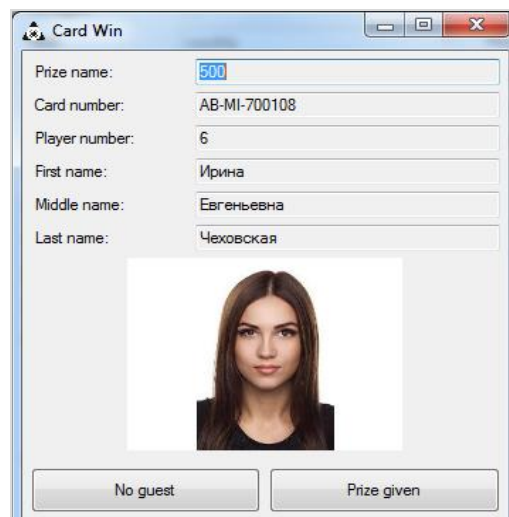 Card Win
Prize name: 500
Card number: AB-MI-700108
Player number: 6
First name: Ирина
Middle name: Евгеньевна
Last name: Чеховская
No guest Prize given